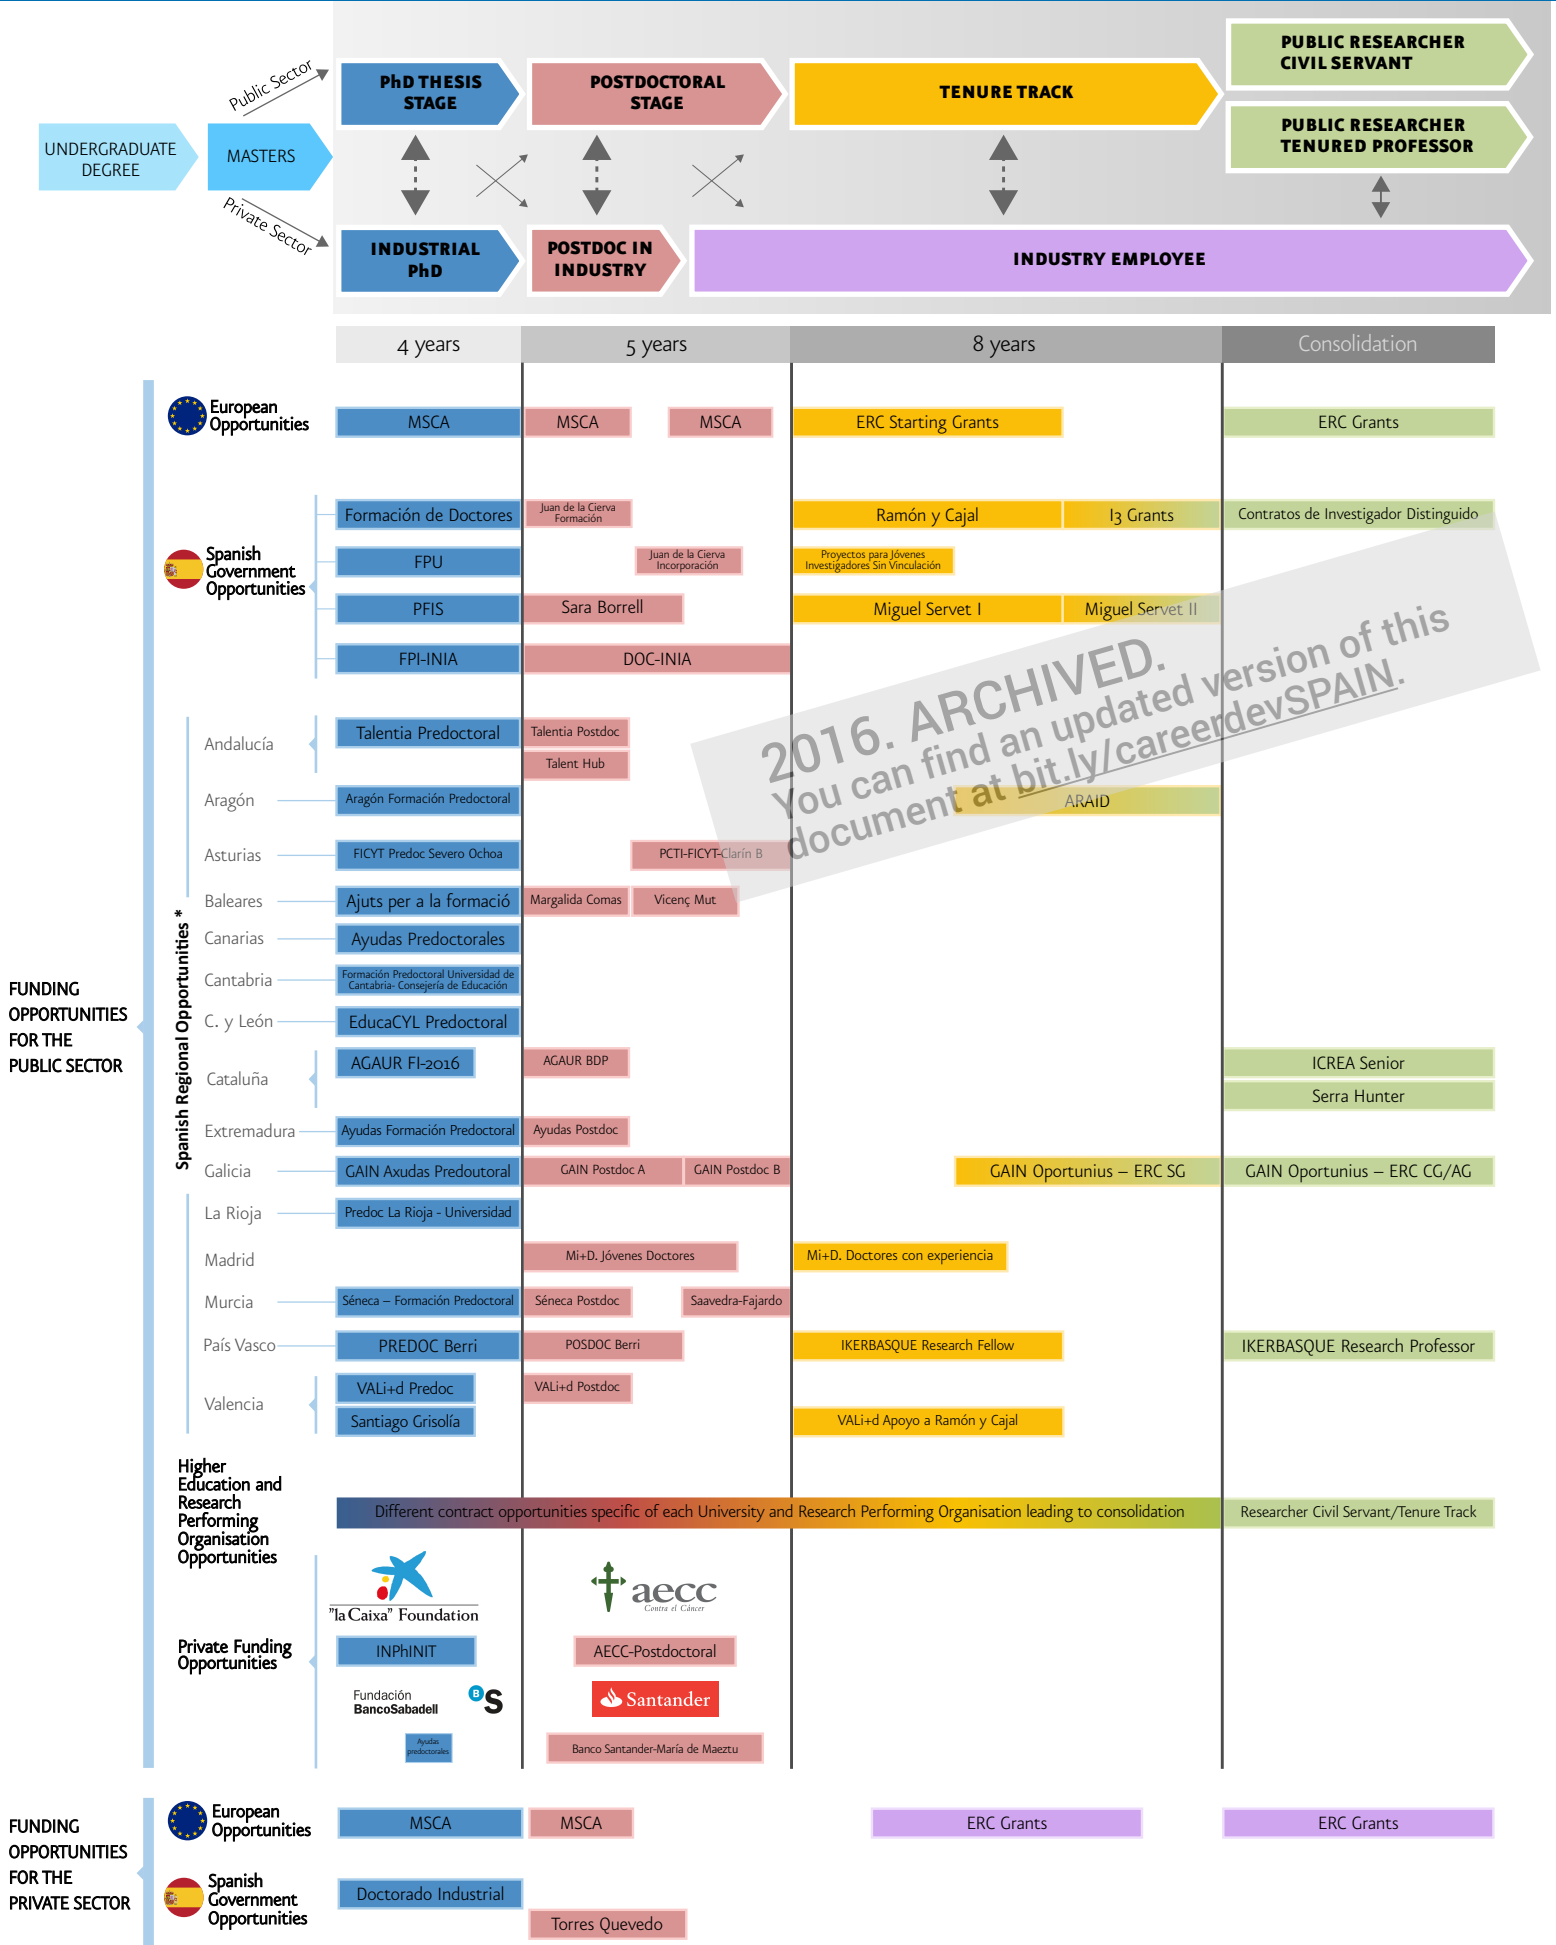 PUBLIC RESEARCHER
CIVIL SERVANT
PhD THESIS
STAGE
POSTDOCTORAL
STAGE
TENURE TRACK
PUBLIC RESEARCHER
TENURED PROFESSOR
Public Sector
UNDERGRADUATE
DEGREE
MASTERS
Private Sector
INDUSTRIAL
PhD
POSTDOC IN
INDUSTRY
INDUSTRY EMPLOYEE
4 years
5 years
8 years
Consolidation
FUNDING
OPPORTUNITIES
FOR THE
PUBLIC SECTOR
European
Opportunities
MSCA
MSCA
MSCA
ERC Starting Grants
ERC Grants
Spanish
Government
Opportunities
Formación de Doctores
Juan de la Cierva
Formación
Ramón y Cajal
I3 Grants
Contratos de Investigador Distinguido
FPU
Juan de la Cierva
Incorporación
Proyectos para Jóvenes
Investigadores Sin Vinculación
PFIS
Sara Borrell
Miguel Servet I
Miguel Servet II
FPI-INIA
DOC-INIA
2016. ARCHIVED.
You can find an updated version of this
document at bit.ly/careerdevSPAIN.
Spanish Regional Opportunities *
Andalucía
Talentia Predoctoral
Talentia Postdoc
Talent Hub
Aragón
Aragón Formación Predoctoral
ARAID
Asturias
FICYT Predoc Severo Ochoa
PCTI-FICYT-Clarín B
Baleares
Ajuts per a la formació
Margalida Comas
Vicenç Mut
Canarias
Ayudas Predoctorales
Cantabria
Formación Predoctoral Universidad de
Cantabria- Consejería de Educación
C. y León
EducaCYL Predoctoral
Cataluña
AGAUR FI-2016
AGAUR BDP
ICREA Senior
Serra Hunter
Extremadura
Ayudas Formación Predoctoral
Ayudas Postdoc
Galicia
GAIN Axudas Predoutoral
GAIN Postdoc A
GAIN Postdoc B
GAIN Oportunius – ERC SG
GAIN Oportunius – ERC CG/AG
La Rioja
Predoc La Rioja - Universidad
Madrid
Mi+D. Jóvenes Doctores
Mi+D. Doctores con experiencia
Murcia
Séneca – Formación Predoctoral
Séneca Postdoc
Saavedra-Fajardo
País Vasco
PREDOC Berri
POSDOC Berri
IKERBASQUE Research Fellow
IKERBASQUE Research Professor
Valencia
VALi+d Predoc
VALi+d Postdoc
Santiago Grisolía
VALi+d Apoyo a Ramón y Cajal
Higher
Education and
Research
Performing
Organisation
Opportunities
Different contract opportunities specific of each University and Research Performing Organisation leading to consolidation
Researcher Civil Servant/Tenure Track
Private Funding
Opportunities
"la Caixa" Foundation
aecc
Contra el Cáncer
INPhINIT
AECC-Postdoctoral
Fundación
BancoSabadell
B S
Santander
Ayudas
predoctorales
Banco Santander-María de Maeztu
FUNDING
OPPORTUNITIES
FOR THE
PRIVATE SECTOR
European
Opportunities
MSCA
MSCA
ERC Grants
ERC Grants
Spanish
Government
Opportunities
Doctorado Industrial
Torres Quevedo